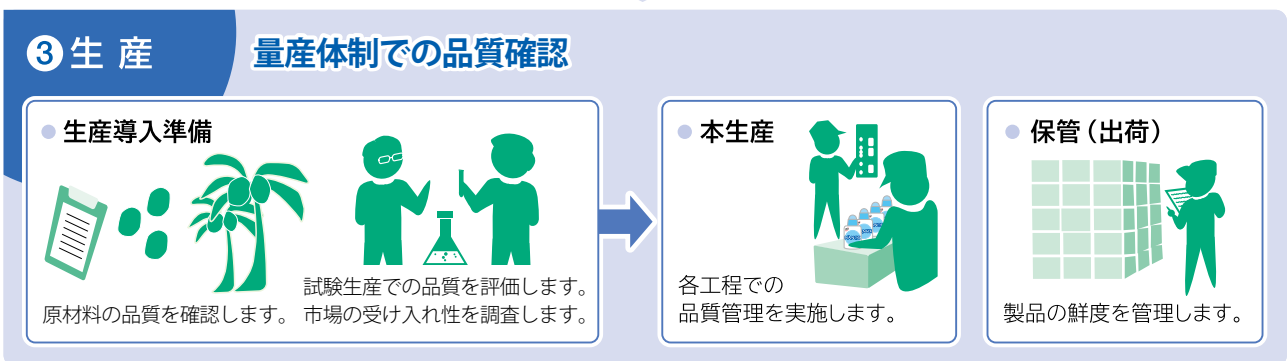 ③生 産
量産体制での品質確認
● 生産導入準備
原材料の品質を確認します。
試験生産での品質を評価します。
市場の受け入れ性を調査します。
● 本生産
各工程での
品質管理を実施します。
● 保管（出荷）
製品の鮮度を管理します。